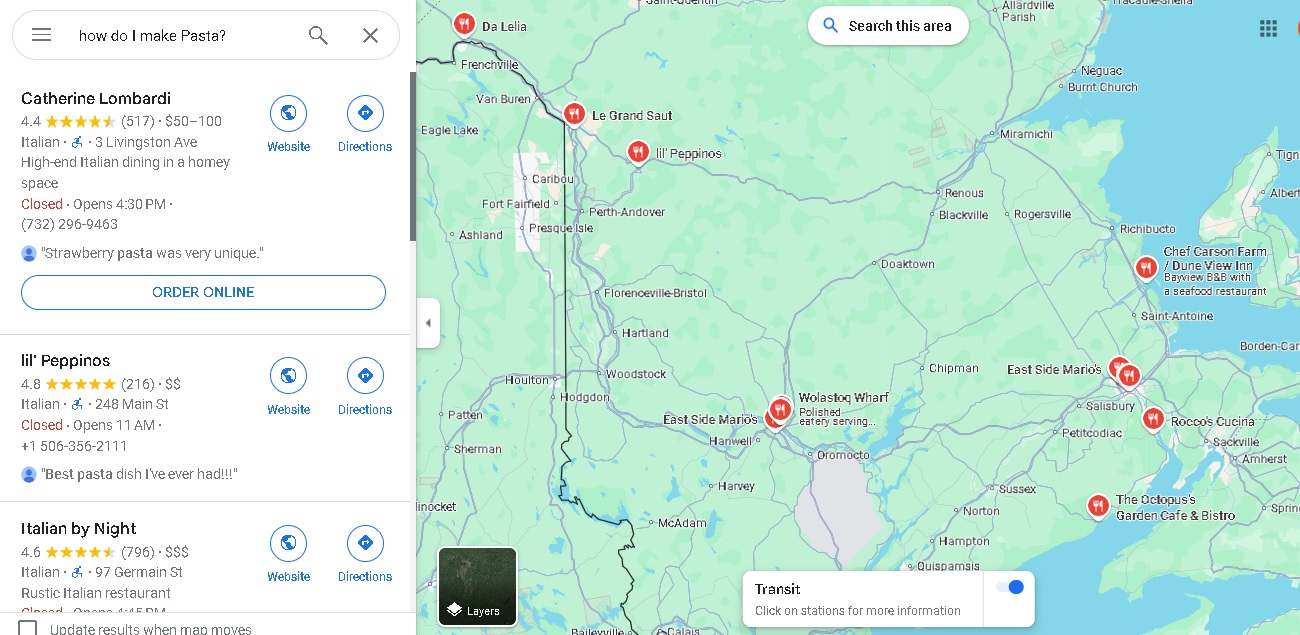 how do I make Pasta?
Catherine Lombardi
4.4 ★★★★★ (517) · $50–100
Italian · 3 Livingston Ave
High-end Italian dining in a homey
space
Closed · Opens 4:30 PM ·
(732) 296-9463
"Strawberry pasta was very unique."
Website
Directions
ORDER ONLINE
lil' Peppinos
4.8 ★★★★★ (216) · $$
Italian · 248 Main St
Closed · Opens 11 AM ·
+1 506-356-2111
"Best pasta dish I've ever had!!!"
Website
Directions
Italian by Night
4.6 ★★★★★ (796) · $$$
Italian · 97 Germain St
Rustic Italian restaurant
Website
Directions
Update results when map moves
Search this area
Da Lelia
Frenchville
Van Buren
Le Grand Saut
Eagle Lake
lil' Peppinos
Caribou
Fort Fairfield
Perth-Andover
Presque Isle
Ashland
Florenceville-Bristol
Hartland
Woodstock
Houlton
Hodgdon
Patten
Sherman
linocket
McAdam
Harvey
Allardville
Parish
Neguac
Burnt Church
Miramichi
Renous
Blackville
Rogersville
Richibucto
Tign
Albert
Doaktown
Chef Carson Farm
/ Dune View Inn
Bayview B&B with
a seafood restaurant
Saint-Antoine
Borden-Car
Chipman
East Side Mario's
Salisbury
Petitcodiac
Rocco's Cucina
Sackville
Amherst
Wolastoq Wharf
Polished
eatery serving...
East Side Mario's
Hanwell
Oromocto
Sussex
Norton
Hampton
Quispamsis
The Octopus's
Garden Cafe & Bistro
Sprin
Baileyville
Calais
Layers
Transit
Click on stations for more information